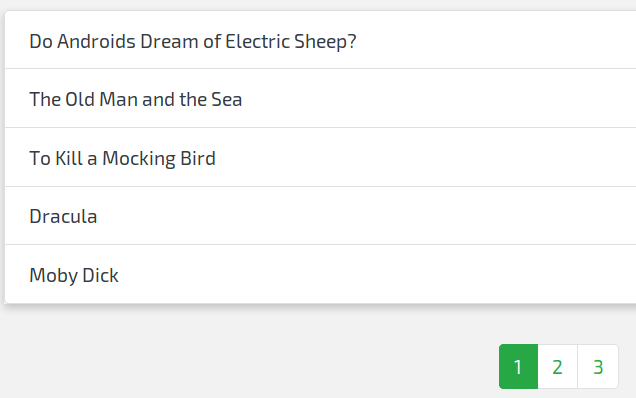 Do Androids Dream of Electric Sheep?
The Old Man and the Sea
To Kill a Mocking Bird
Dracula
Moby Dick
1 2 3